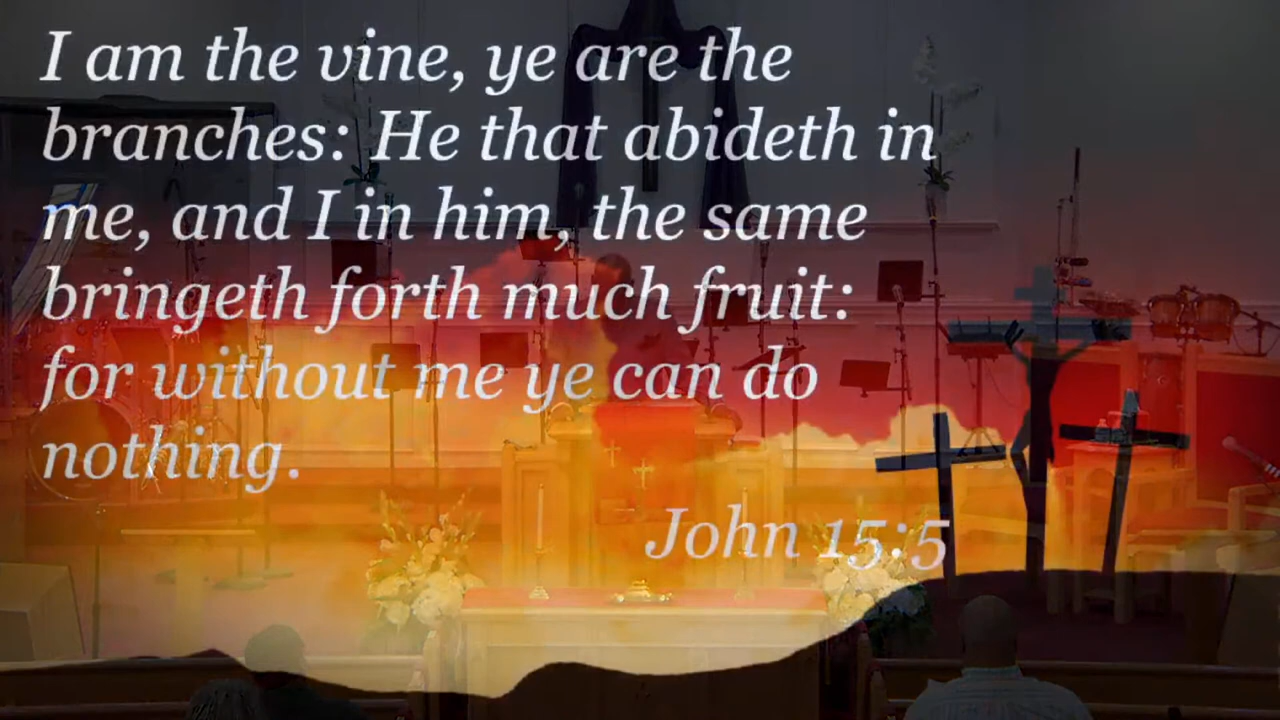 I am the vine, ye are the
branches: He that abideth in
me, and I in him, the same
bringeth forth much fruit:
for without me ye can do
nothing.
John 15:5